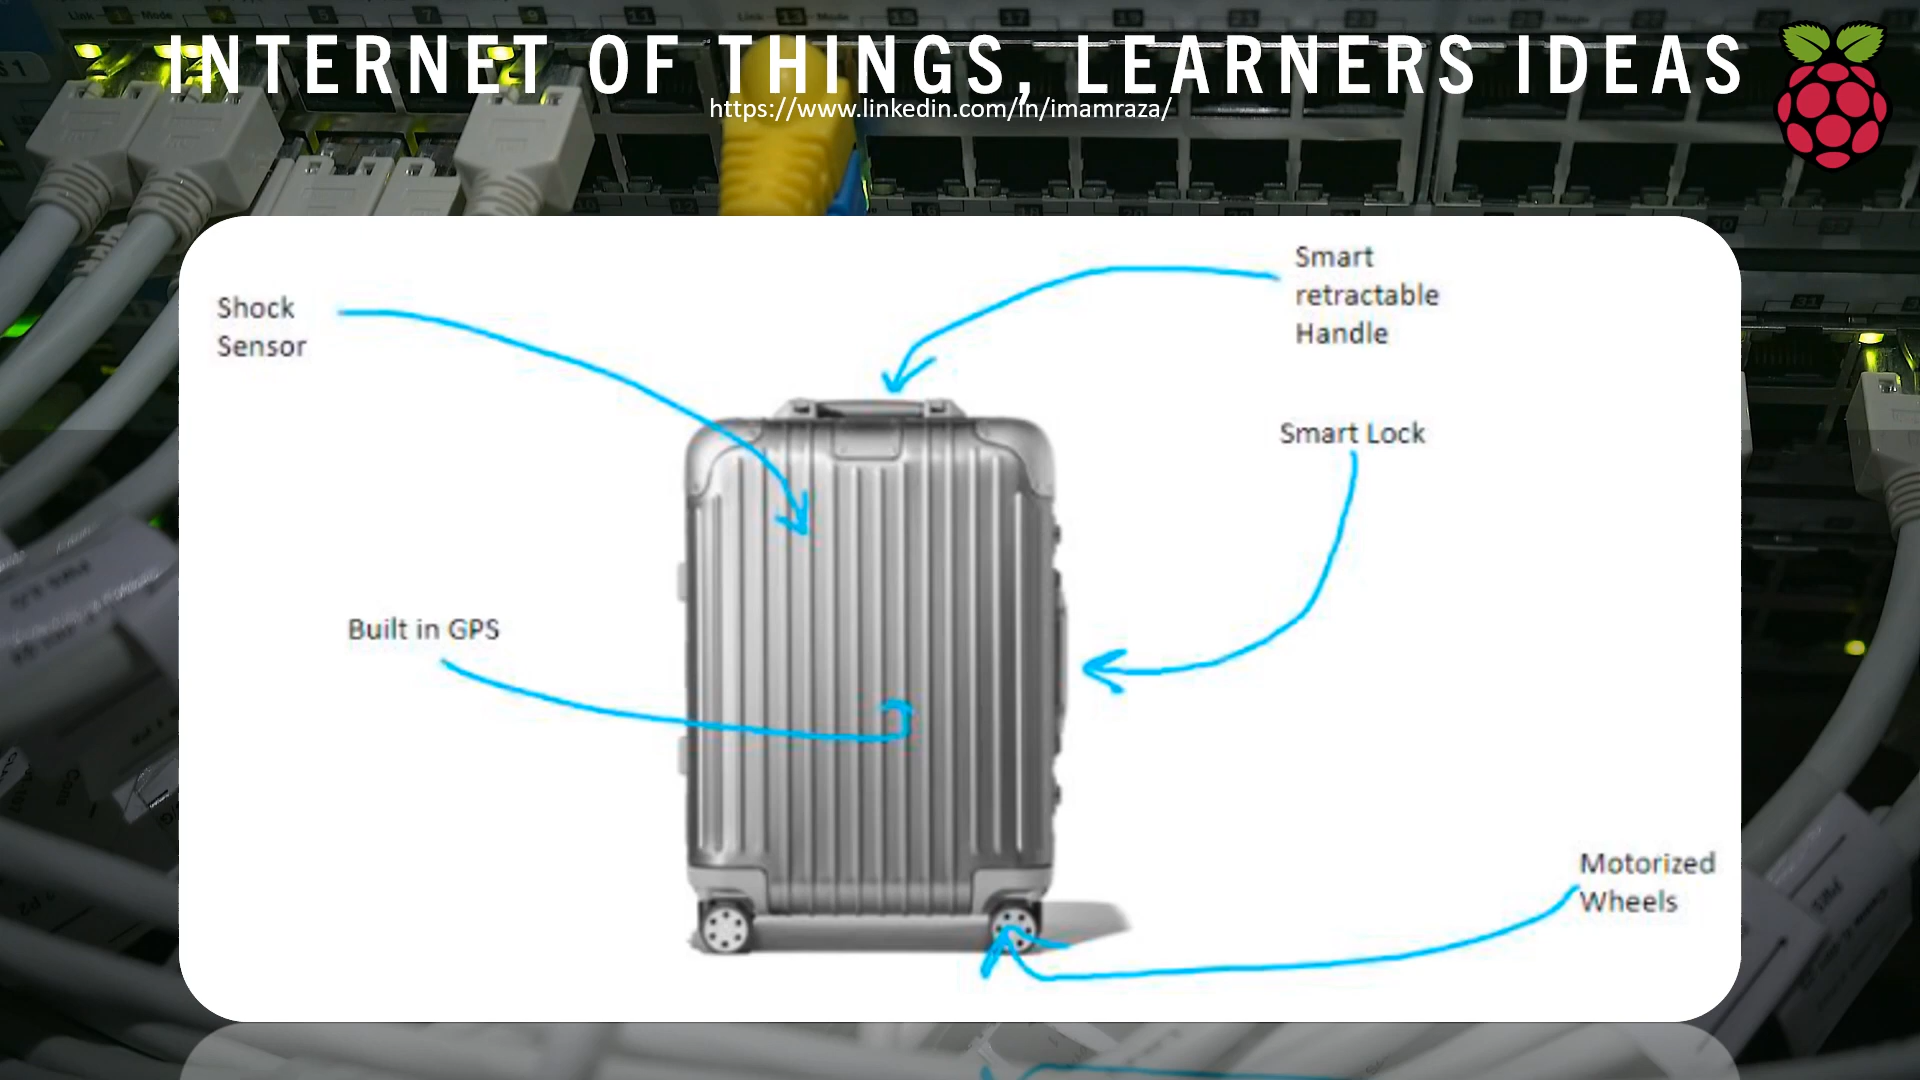 INTERNET OF THINGS, LEARNERS IDEAS
https://www.linkedin.com/in/imamraza/
Shock
Sensor
Smart
retractable
Handle
Smart Lock
Built in GPS
Motorized
Wheels